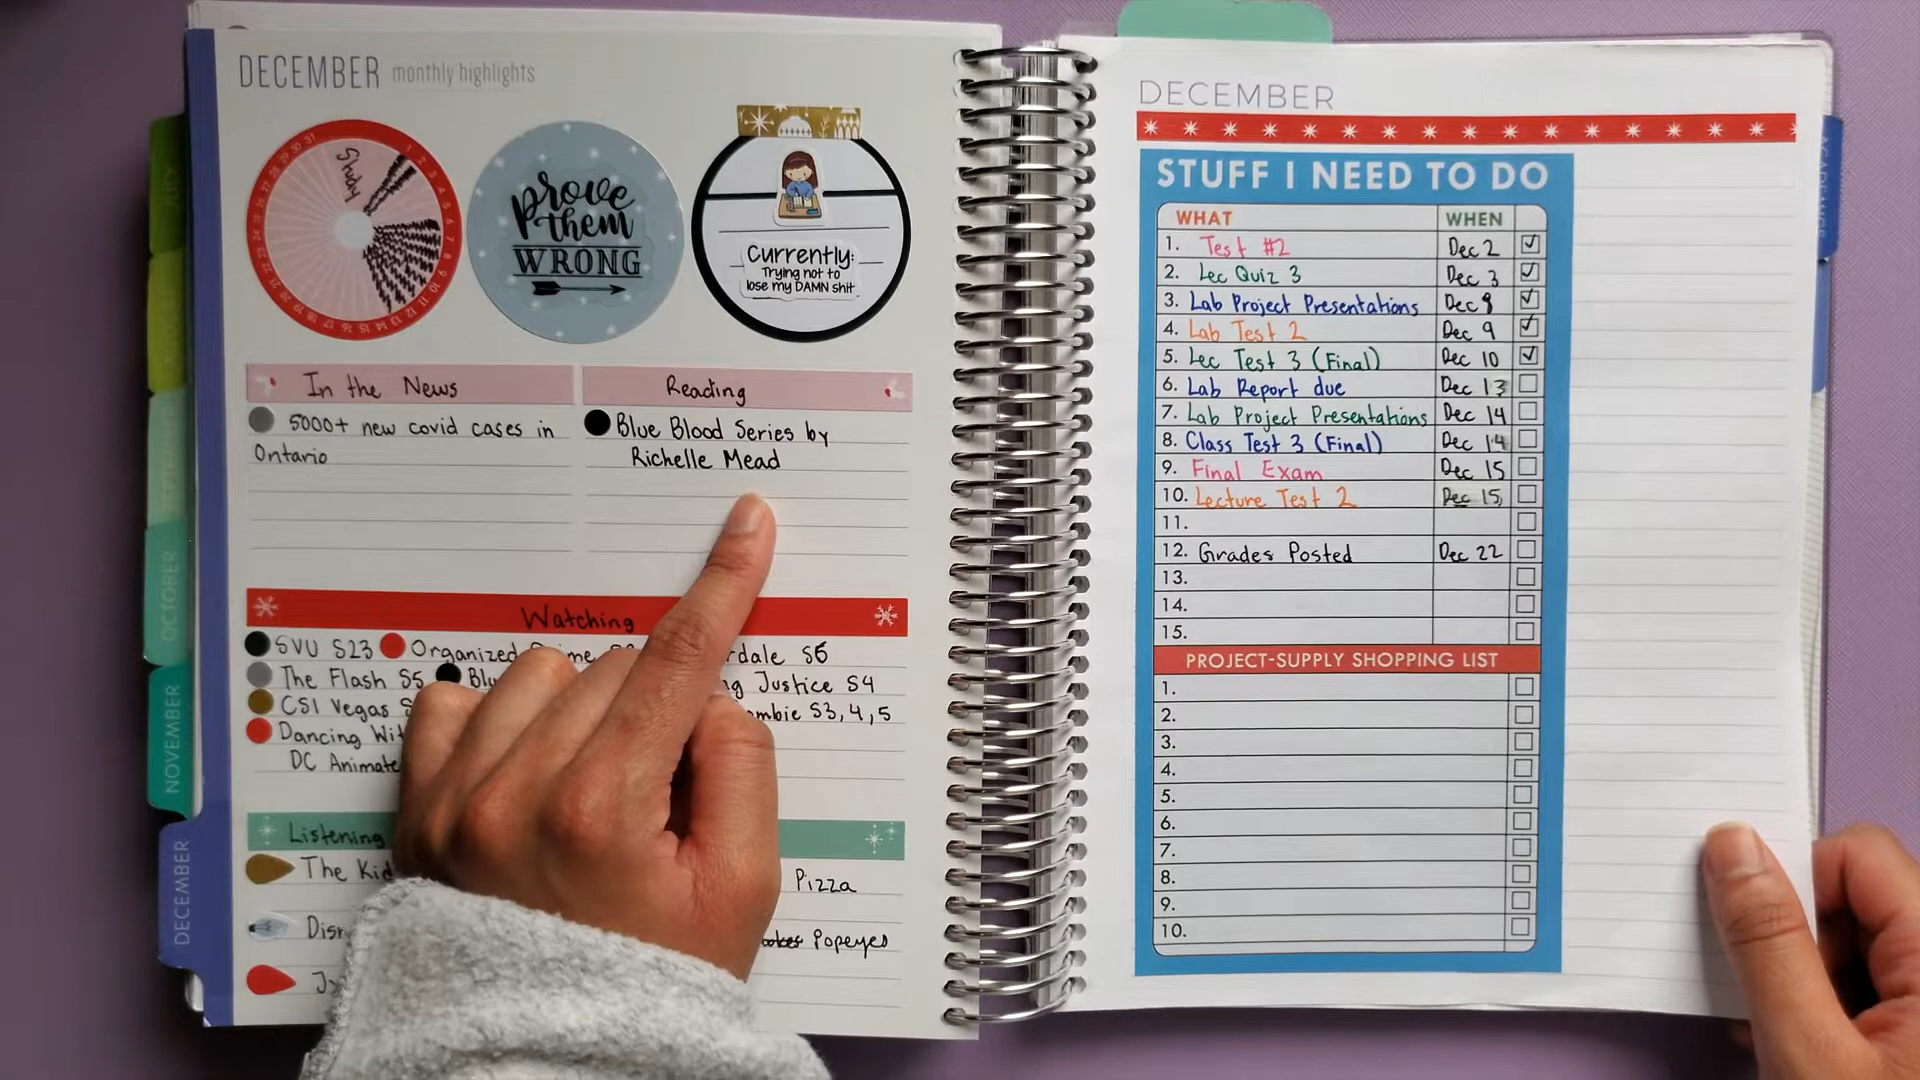 DECEMBER monthly highlights
Study
prove
them
WRONG
Currently:
Trying not to
lose my DAMN shit
In the News
5000+ new covid cases in
Ontario
Reading
Blue Blood Series by
Richelle Mead
Watching
SVU S23 Organized S6
The Flash S5 Justice S4
CSI Vegas S3, 4, 5
Dancing
DC
Listening
The
Pizza
Popeyes
JULY
OCTOBER
NOVEMBER
DECEMBER
DECEMBER
STUFF I NEED TO DO
WHAT WHEN
1. Test #2 Dec 2
2. Lec Quiz 3 Dec 3
3. Lab Project Presentations Dec 8
4. Lab Test 2 Dec 9
5. Lec Test 3 (Final) Dec 10
6. Lab Report due Dec 13
7. Lab Project Presentations Dec 14
8. Class Test 3 (Final) Dec 14
9. Final Exam Dec 15
10. Lecture Test 2 Dec 15
11.
12. Grades Posted Dec 22
13.
14.
15.
PROJECT-SUPPLY SHOPPING LIST
1.
2.
3.
4.
5.
6.
7.
8.
9.
10.